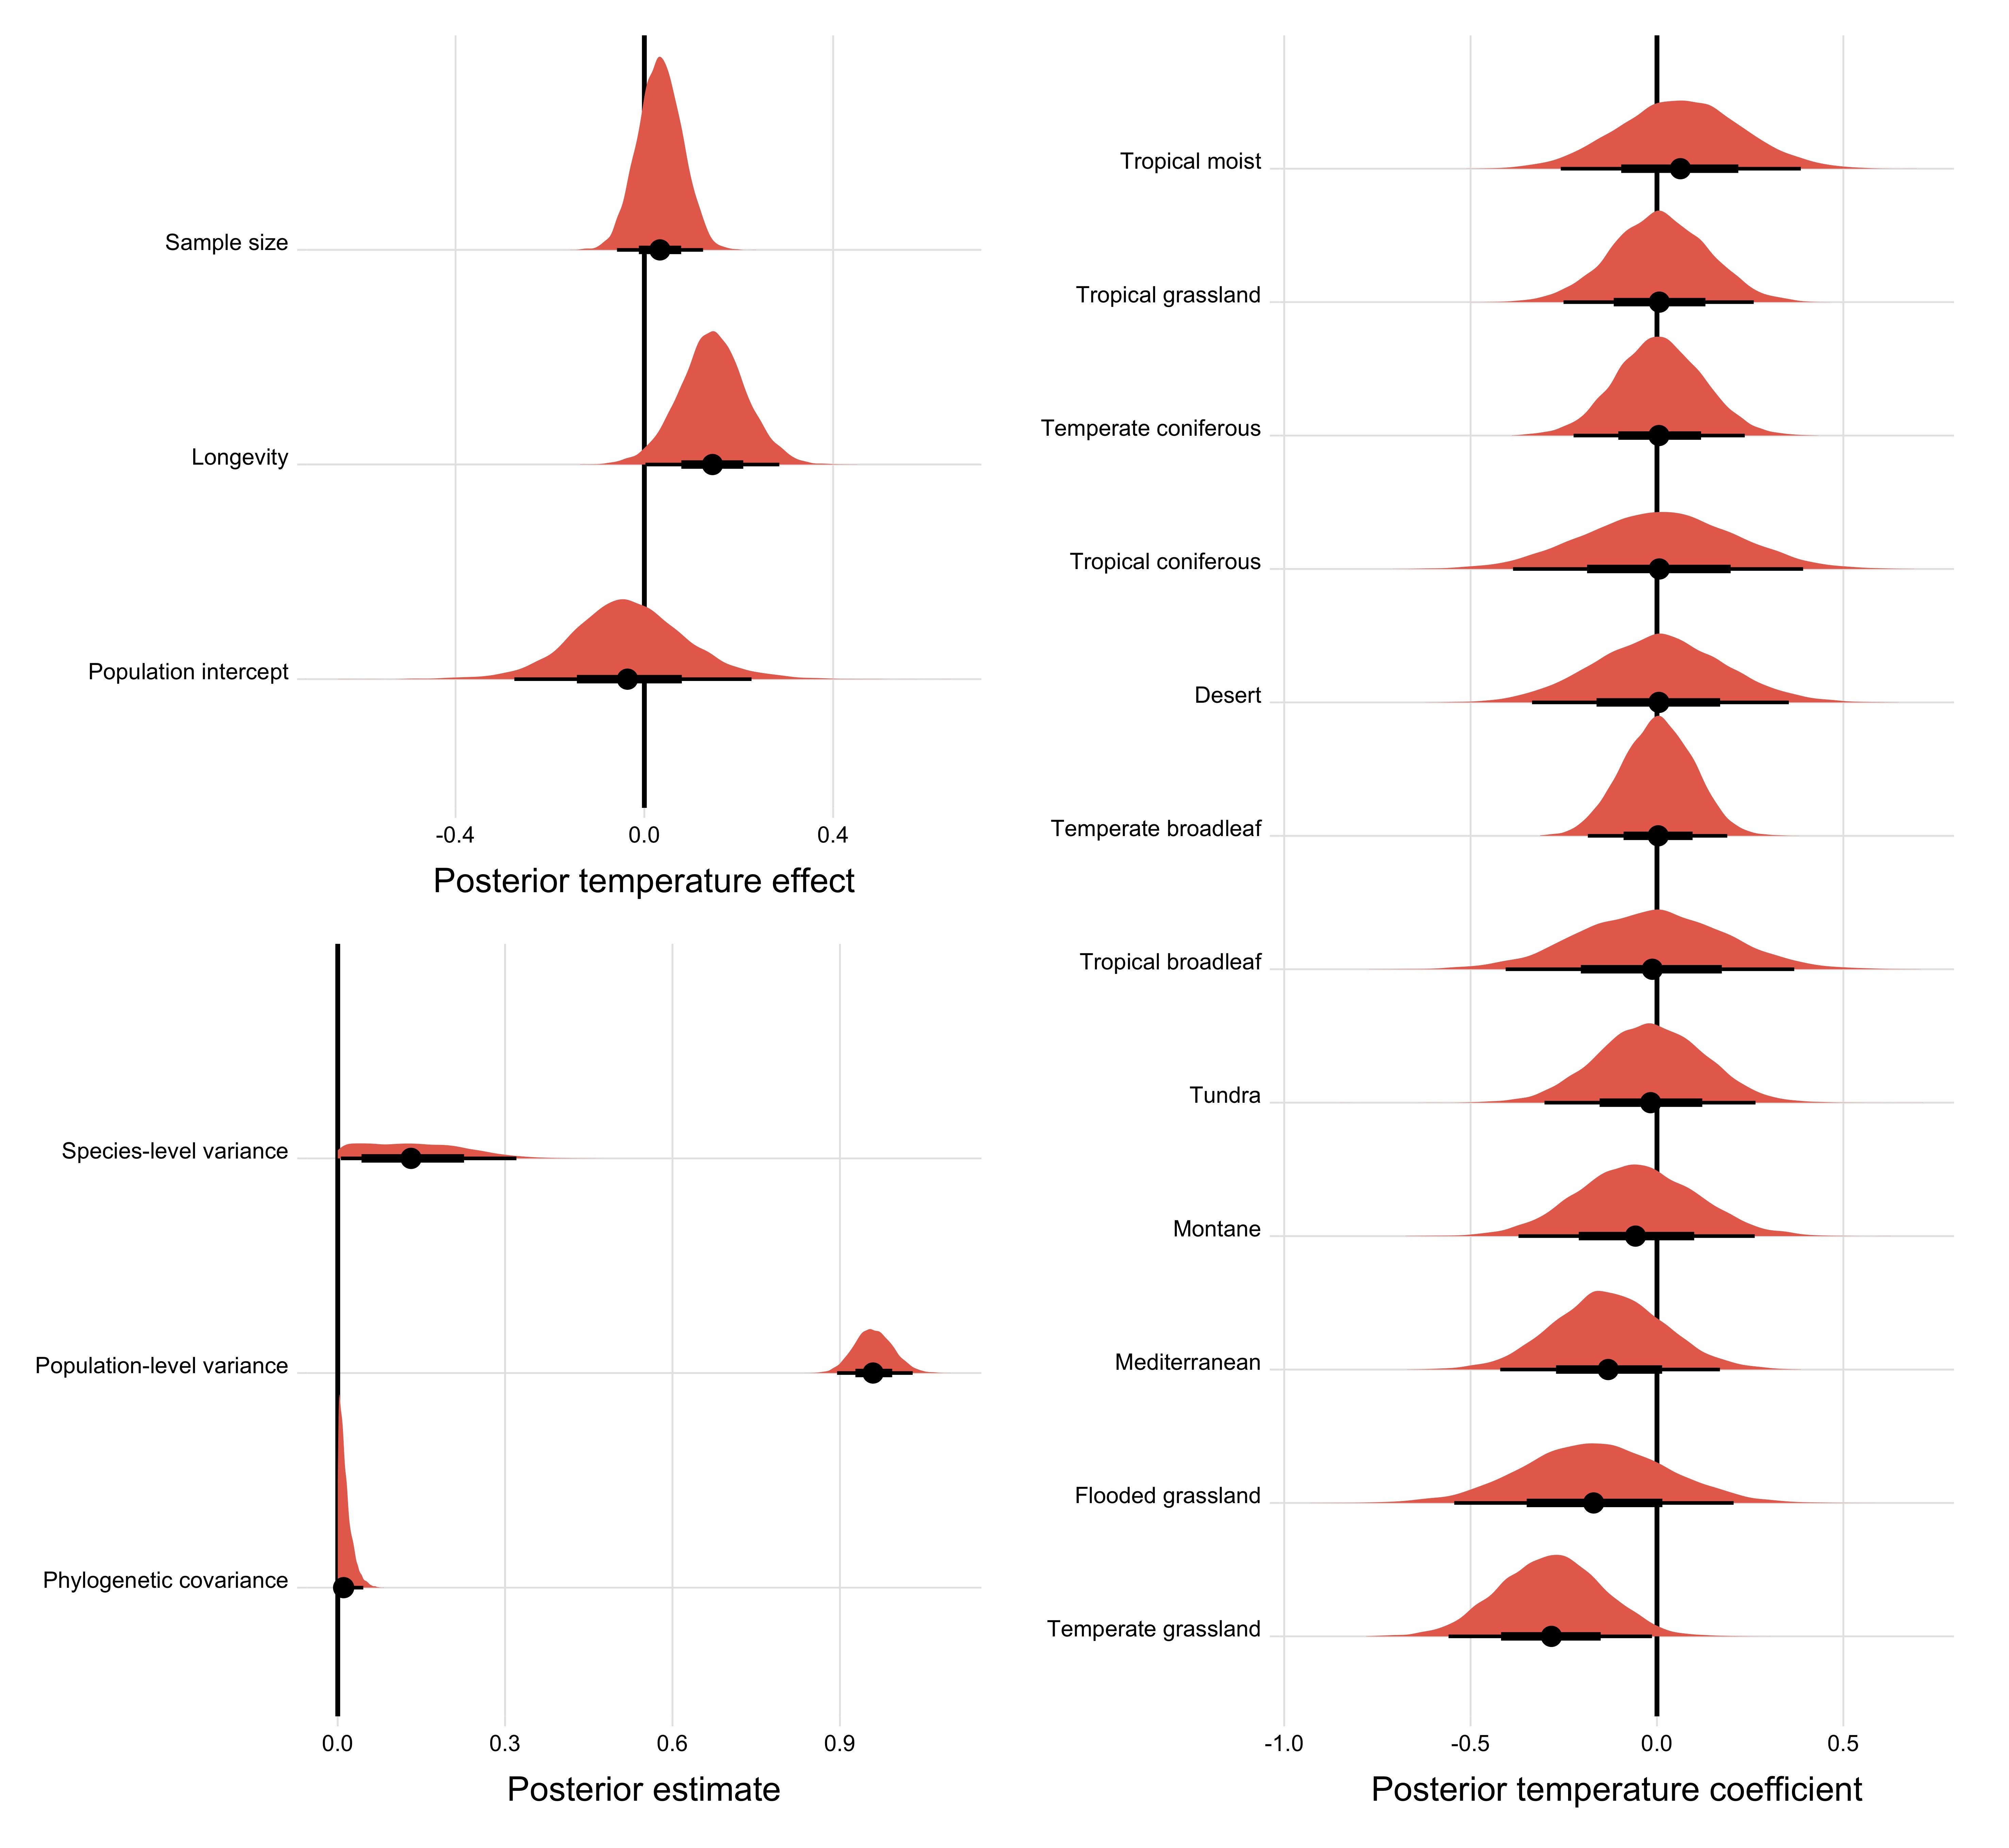 Sample size
Longevity
Population intercept
-0.4 0.0 0.4
Posterior temperature effect
Species-level variance
Population-level variance
Phylogenetic covariance
0.0 0.3 0.6 0.9
Posterior estimate
Tropical moist
Tropical grassland
Temperate coniferous
Tropical coniferous
Desert
Temperate broadleaf
Tropical broadleaf
Tundra
Montane
Mediterranean
Flooded grassland
Temperate grassland
-1.0 -0.5 0.0 0.5
Posterior temperature coefficient